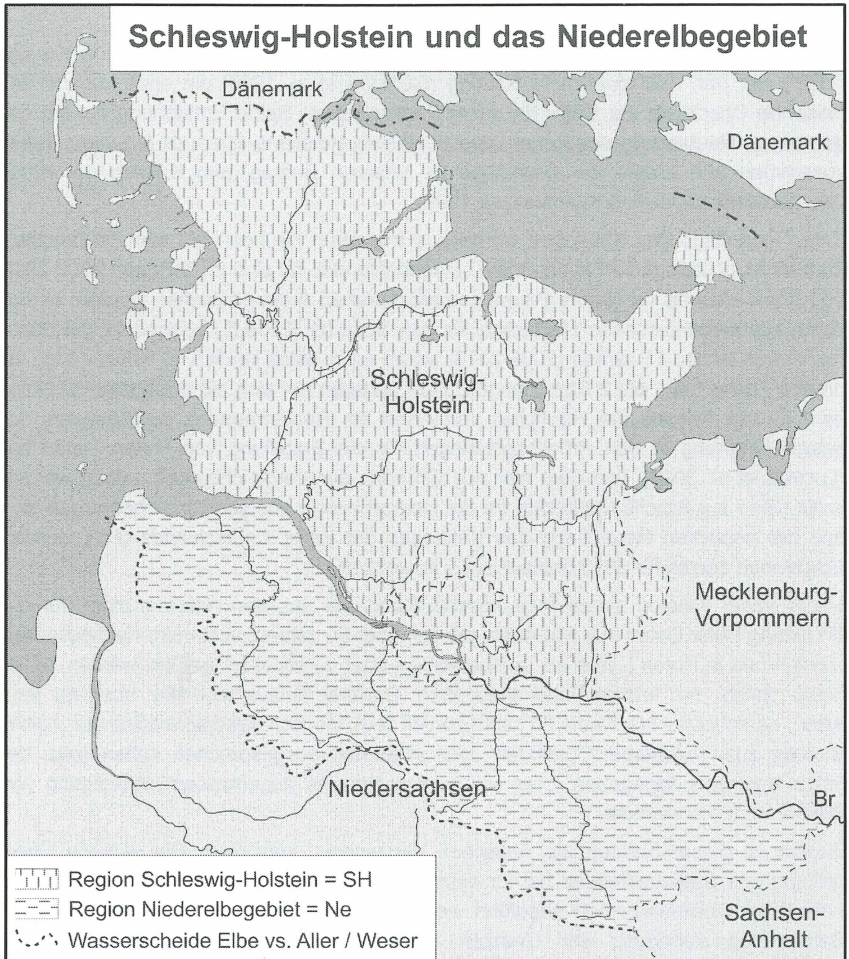 Schleswig-Holstein und das Niederelbegebiet
Dänemark
Dänemark
Schleswig-
Holstein
Mecklenburg-
Vorpommern
Niedersachsen
Br
Sachsen-
Anhalt
Region Schleswig-Holstein = SH
Region Niederelbegebiet = Ne
Wasserscheide Elbe vs. Aller / Weser